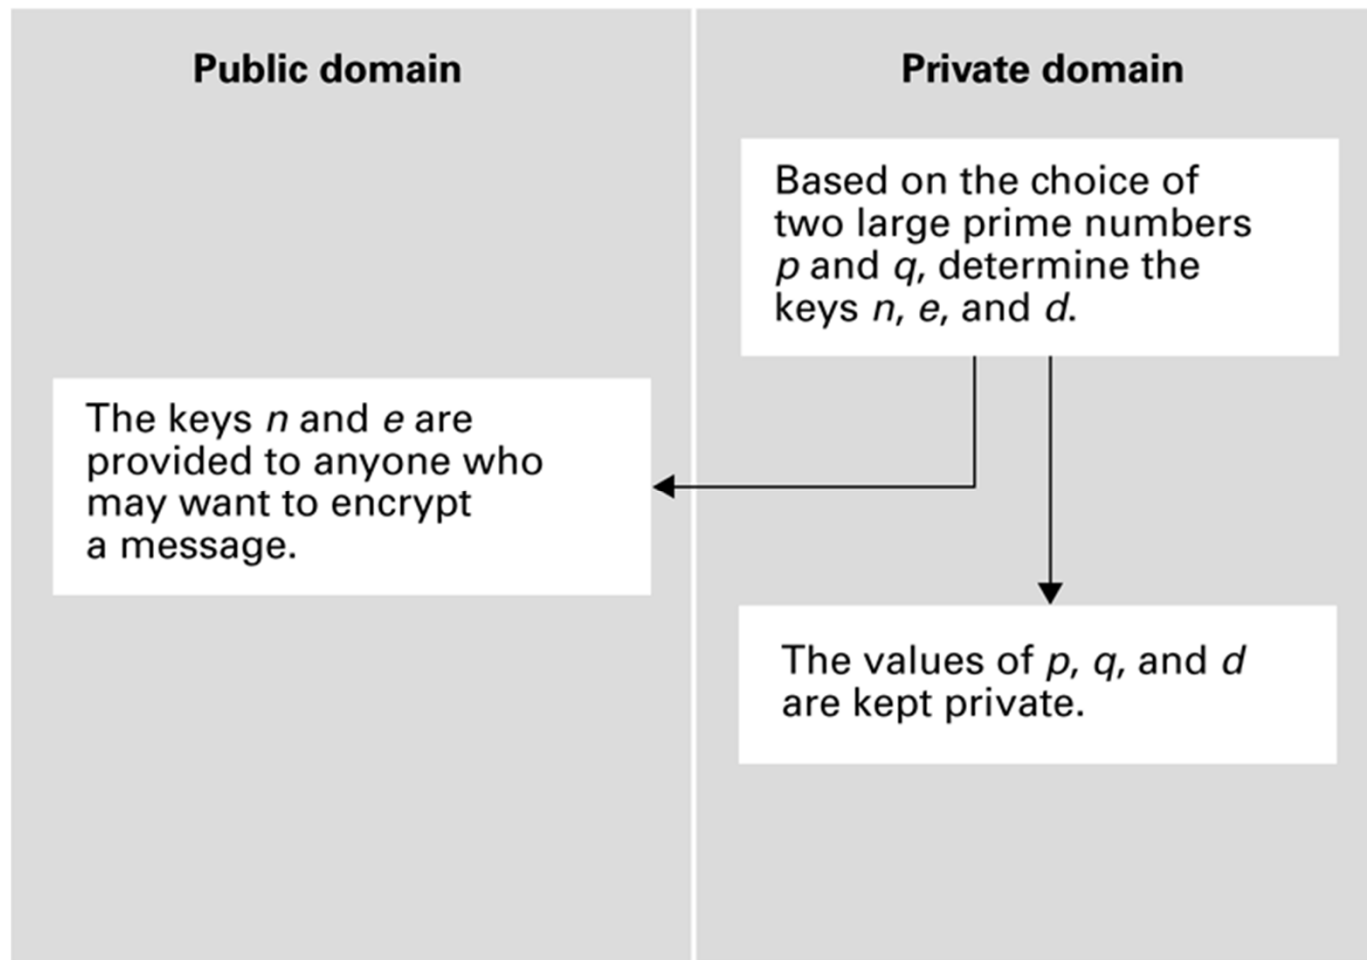 Public domain
Private domain
Based on the choice of
two large prime numbers
p and q, determine the
keys n, e, and d.
The keys n and e are
provided to anyone who
may want to encrypt
a message.
The values of p, q, and d
are kept private.